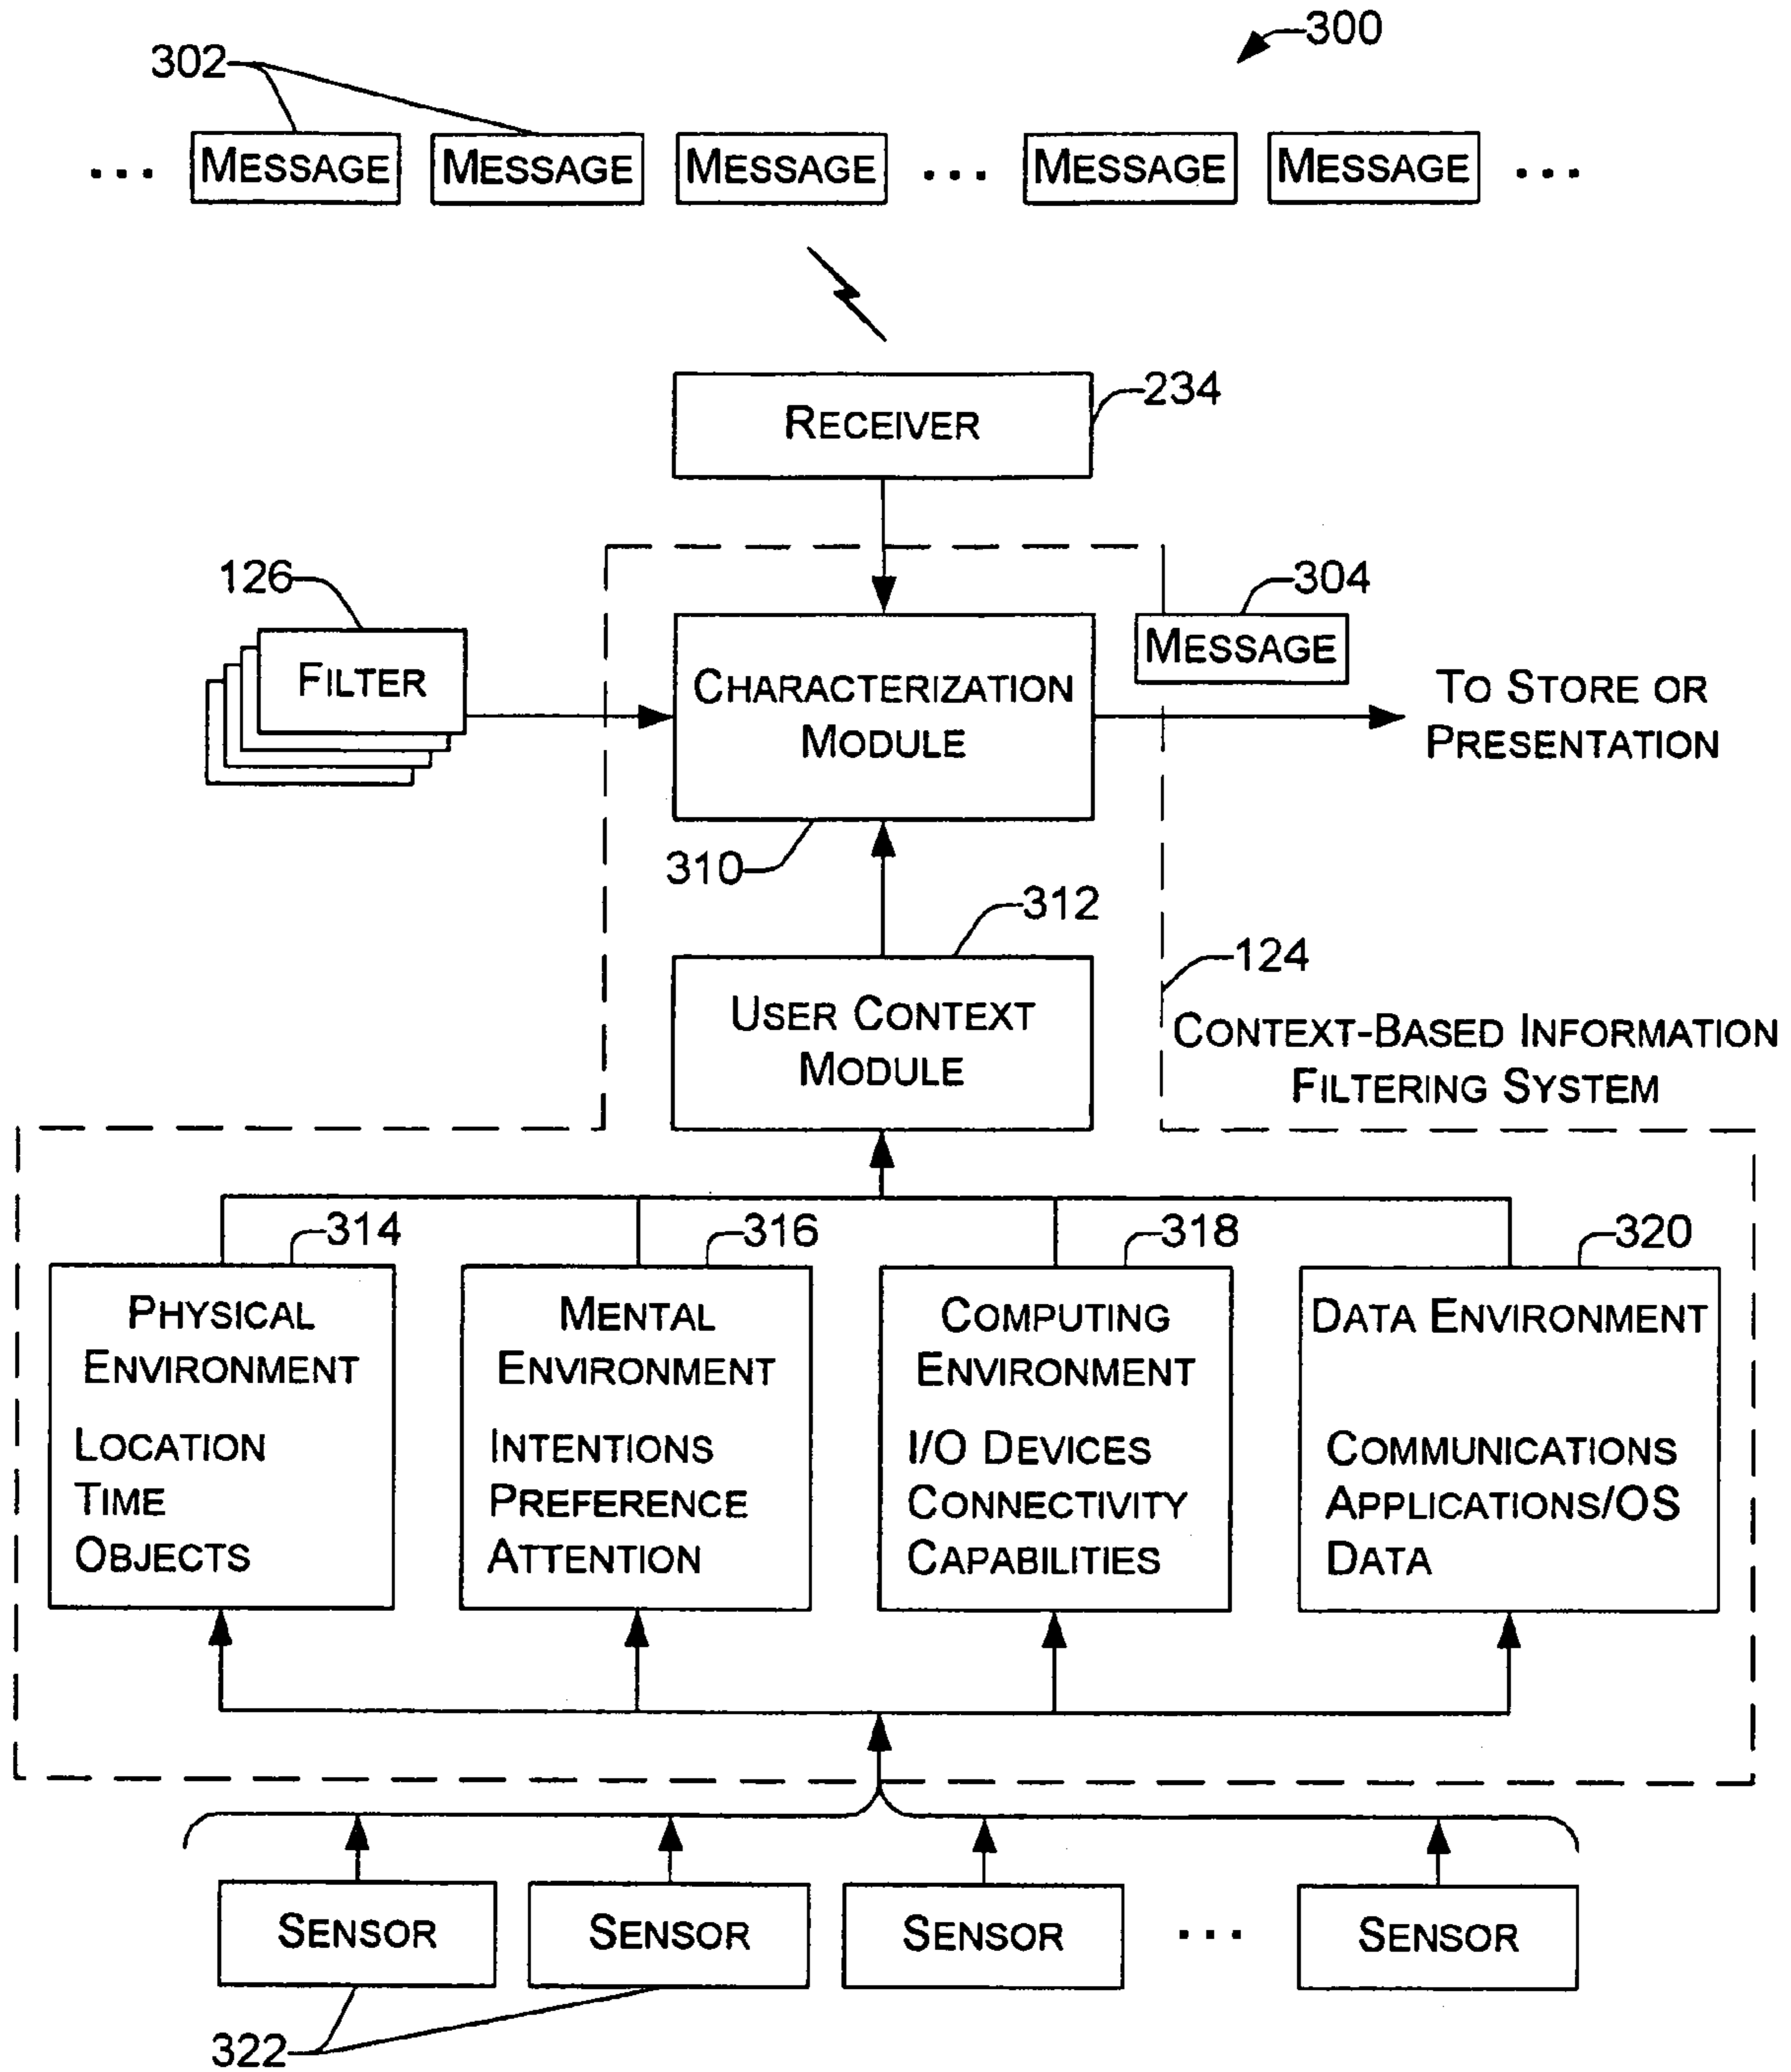 300
302
... MESSAGE MESSAGE MESSAGE ... MESSAGE MESSAGE ...
234
RECEIVER
126
FILTER
304
MESSAGE
CHARACTERIZATION
MODULE
TO STORE OR
PRESENTATION
310
312
USER CONTEXT
MODULE
124
CONTEXT-BASED INFORMATION
FILTERING SYSTEM
314
PHYSICAL
ENVIRONMENT
LOCATION
TIME
OBJECTS
316
MENTAL
ENVIRONMENT
INTENTIONS
PREFERENCE
ATTENTION
318
COMPUTING
ENVIRONMENT
I/O DEVICES
CONNECTIVITY
CAPABILITIES
320
DATA ENVIRONMENT
COMMUNICATIONS
APPLICATIONS/OS
DATA
SENSOR SENSOR SENSOR ... SENSOR
322